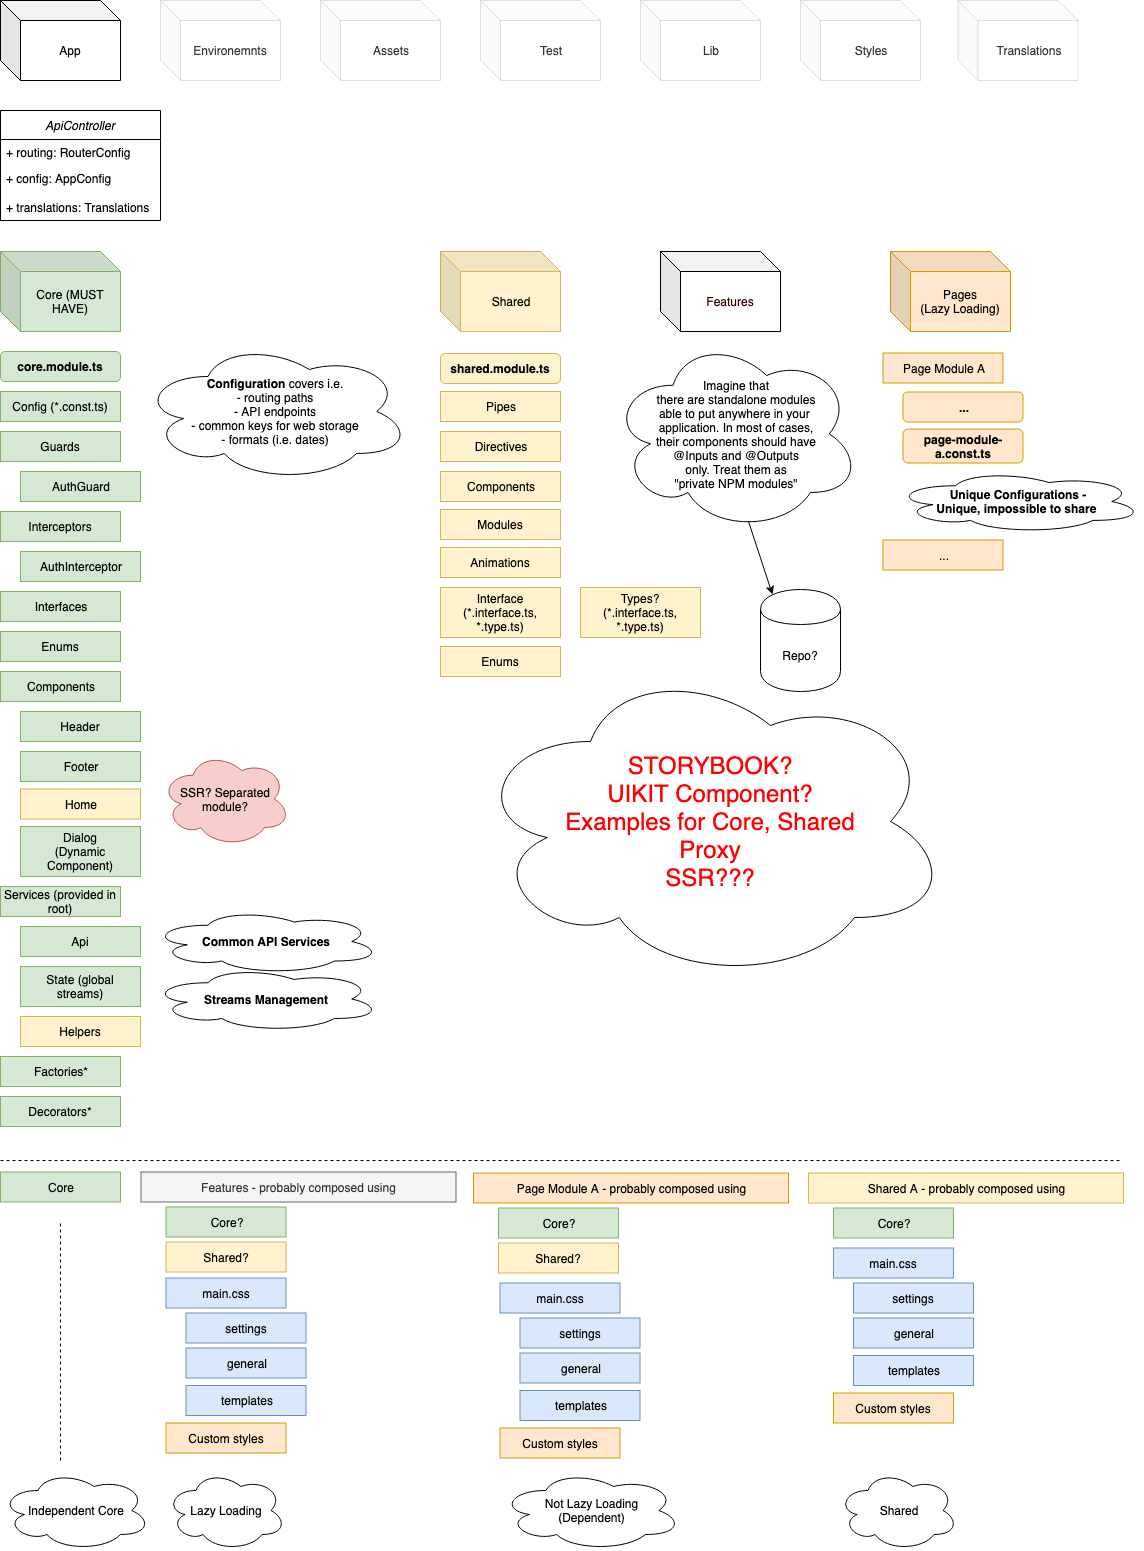 App
Environemnts
Assets
Test
Lib
Styles
Translations
ApiController
+ routing: RouterConfig
+ config: AppConfig
+ translations: Translations
Core (MUST
HAVE)
Shared
Features
Pages
(Lazy Loading)
core.module.ts
Config (*.const.ts)
Guards
AuthGuard
Interceptors
AuthInterceptor
Interfaces
Enums
Components
Header
Footer
Home
Dialog
(Dynamic
Component)
Services (provided in
root)
Api
State (global
streams)
Helpers
Factories*
Decorators*
Configuration covers i.e.
- routing paths
- API endpoints
- common keys for web storage
- formats (i.e. dates)
SSR? Separated
module?
Common API Services
Streams Management
shared.module.ts
Pipes
Directives
Components
Modules
Animations
Interface
(*.interface.ts,
*.type.ts)
Types?
(*.interface.ts,
*.type.ts)
Enums
Imagine that
there are standalone modules
able to put anywhere in your
application. In most of cases,
their components should have
@Inputs and @Outputs
only. Treat them as
"private NPM modules"
Repo?
Page Module A
...
page-module-
a.const.ts
Unique Configurations -
Unique, impossible to share
...
STORYBOOK?
UIKIT Component?
Examples for Core, Shared
Proxy
SSR???
Core
Independent Core
Features - probably composed using
Core?
Shared?
main.css
settings
general
templates
Custom styles
Lazy Loading
Page Module A - probably composed using
Core?
Shared?
main.css
settings
general
templates
Custom styles
Not Lazy Loading
(Dependent)
Shared A - probably composed using
Core?
main.css
settings
general
templates
Custom styles
Shared